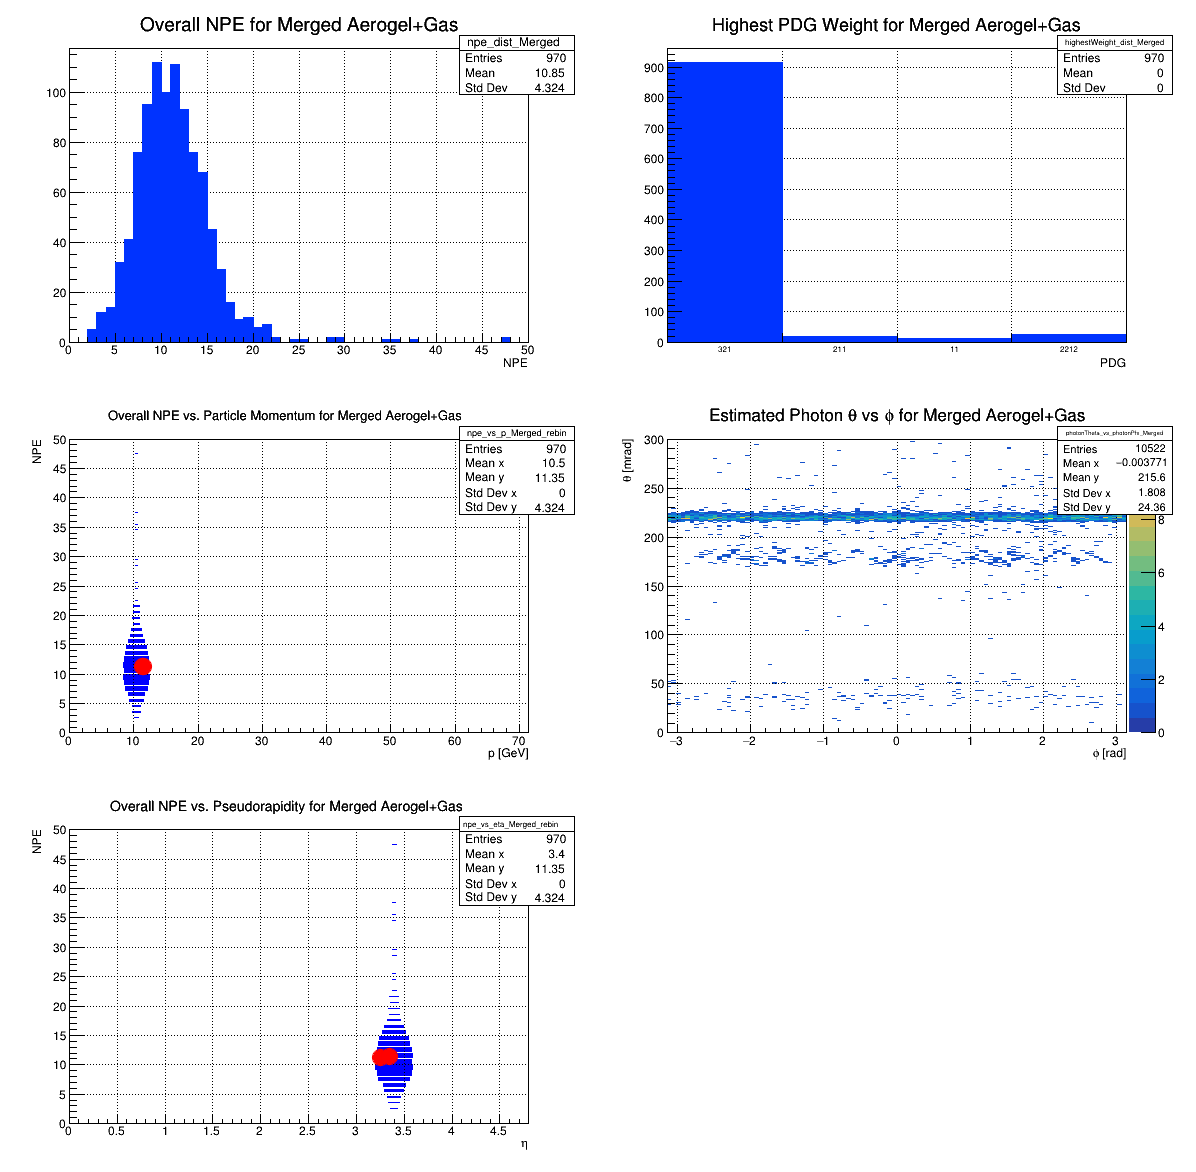 Overall NPE for Merged Aerogel+Gas
npe_dist_Merged
Entries 970
Mean 10.85
Std Dev 4.324
100
80
60
40
20
0
0 5 10 15 20 25 30 35 40 45 50
NPE
Highest PDG Weight for Merged Aerogel+Gas
highestWeight_dist_Merged
Entries 970
Mean 0
Std Dev 0
900
800
700
600
500
400
300
200
100
0
321 211 11 2212
PDG
Overall NPE vs. Particle Momentum for Merged Aerogel+Gas
npe_vs_p_Merged_rebin
Entries 970
Mean x 10.5
Mean y 11.35
Std Dev x 0
Std Dev y 4.324
NPE
50
45
40
35
30
25
20
15
10
5
0
0 10 20 30 40 50 60 70
p [GeV]
Estimated Photon θ vs ϕ for Merged Aerogel+Gas
photonTheta_vs_photonPhi_Merged
Entries 10522
Mean x −0.003771
Mean y 215.6
Std Dev x 1.808
Std Dev y 24.36
θ [mrad]
300
250
200
150
100
50
0
−3 −2 −1 0 1 2 3
ϕ [rad]
8
6
4
2
0
Overall NPE vs. Pseudorapidity for Merged Aerogel+Gas
npe_vs_eta_Merged_rebin
Entries 970
Mean x 3.4
Mean y 11.35
Std Dev x 0
Std Dev y 4.324
NPE
50
45
40
35
30
25
20
15
10
5
0
0 0.5 1 1.5 2 2.5 3 3.5 4 4.5
η